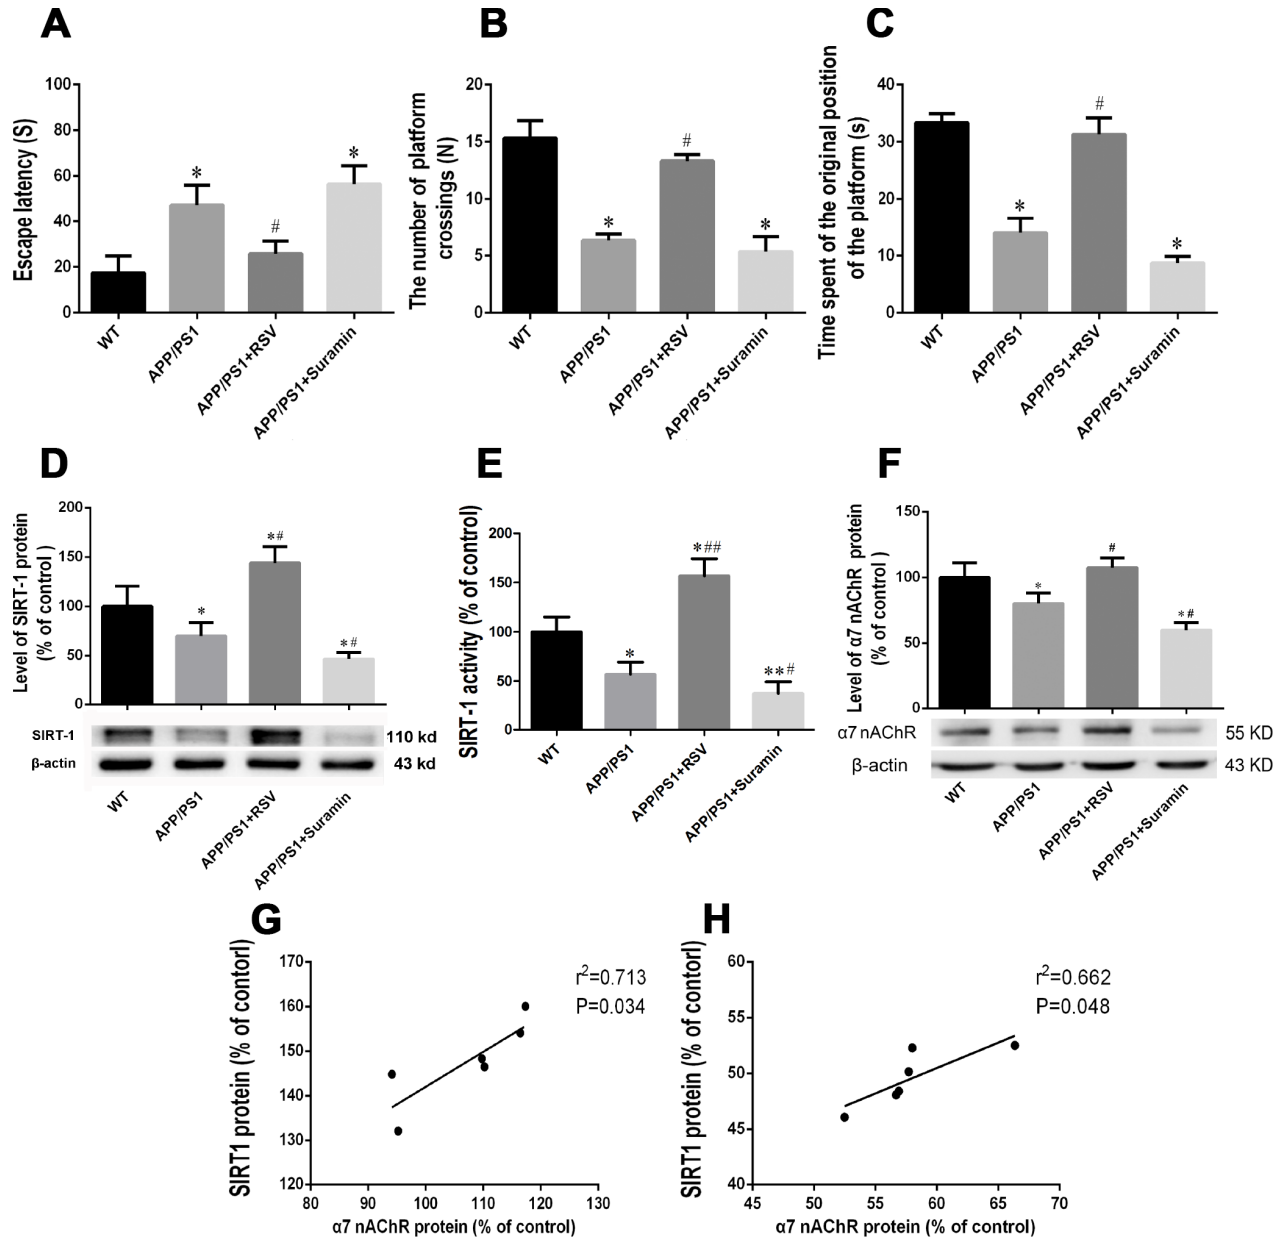 A
Escape latency (S)
100
80
60
40
20
0
*
#
*
WT
APP/PS1
APP/PS1+RSV
APP/PS1+Suramin
B
The number of platform
crossings (N)
20
15
10
5
0
*
#
*
WT
APP/PS1
APP/PS1+RSV
APP/PS1+Suramin
C
Time spent of the original position
of the platform (s)
40
30
20
10
0
*
#
*
WT
APP/PS1
APP/PS1+RSV
APP/PS1+Suramin
D
Level of SIRT-1 protein
(% of control )
200
150
100
50
0
*
*#
*#
SIRT-1
110 kd
β-actin
43 kd
WT
APP/PS1
APP/PS1+RSV
APP/PS1+Suramin
E
SIRT-1 activity (% of control)
200
150
100
50
0
*
*##
**#
WT
APP/PS1
APP/PS1+RSV
APP/PS1+Suramin
F
Level of α7 nAChR protein
(% of control )
150
100
50
0
*
#
*#
α7 nAChR
55 KD
β-actin
43 KD
WT
APP/PS1
APP/PS1+RSV
APP/PS1+Suramin
G
SIRT1 protein (% of contorl)
170
160
150
140
130
120
r2=0.713
P=0.034
80 90 100 110 120 130
α7 nAChR protein (% of control)
H
SIRT1 protein (% of control)
60
55
50
45
40
r2=0.662
P=0.048
45 50 55 60 65 70
α7 nAChR protein (% of control)